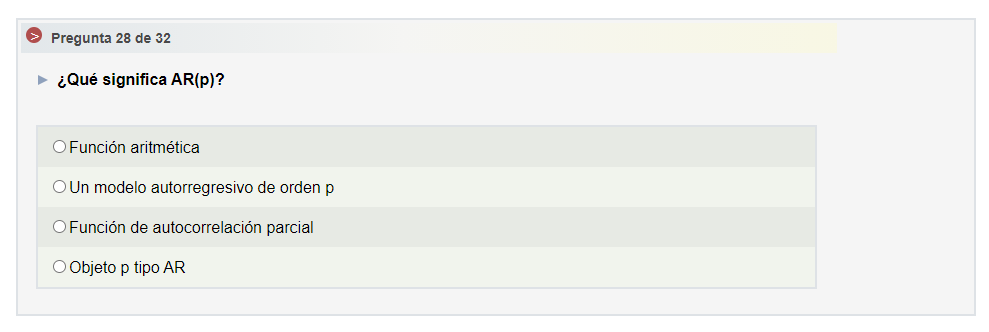 Pregunta 28 de 32
¿Qué significa AR(p)?
Función aritmética
Un modelo autorregresivo de orden p
Función de autocorrelación parcial
Objeto p tipo AR